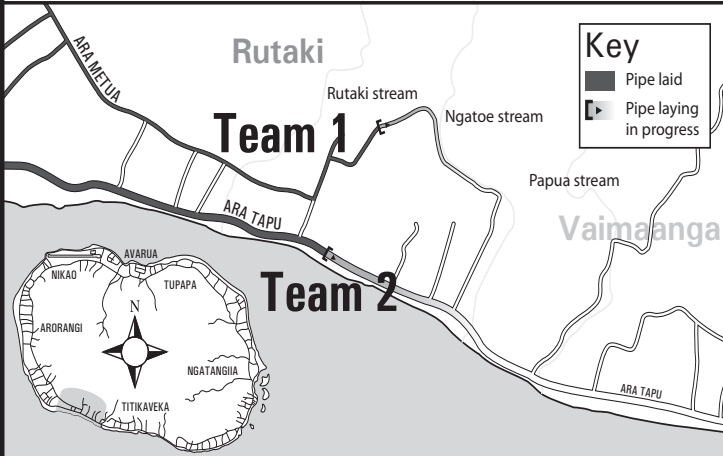 Rutaki
Key
Pipe laid
Pipe laying
in progress
ARA METUA
Rutaki stream
Ngatoe stream
Team 1
Papua stream
ARA TAPU
Vaimaanga
Team 2
AVARUA
NIKAO
TUPAPA
N
ARORANGI
NGATANGIIA
TITIKAVEKA
ARA TAPU